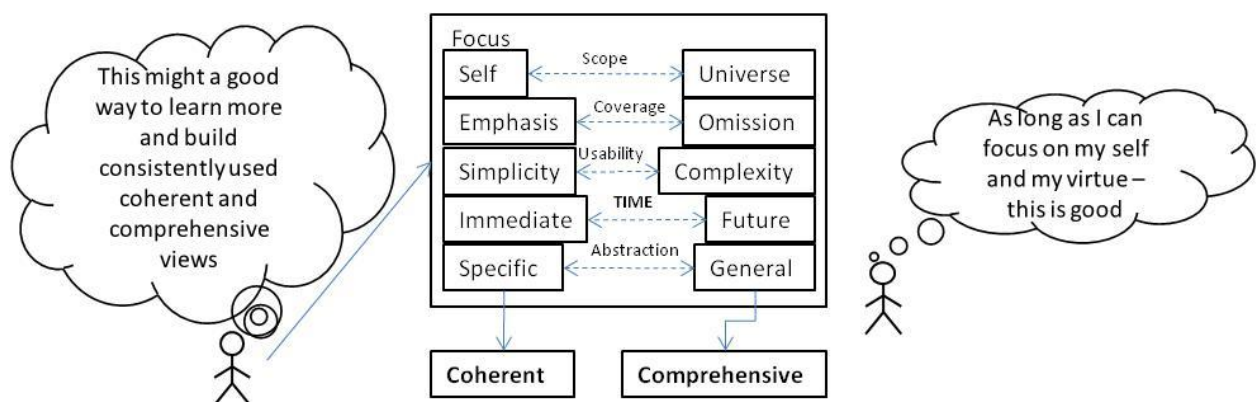 This might a good
way to learn more
and build
consistently used
coherent and
comprehensive
views
Focus
Self
Scope
Universe
Emphasis
Coverage
Omission
Simplicity
Usability
Complexity
Immediate
TIME
Future
Specific
Abstraction
General
Coherent
Comprehensive
As long as I can
focus on my self
and my virtue –
this is good